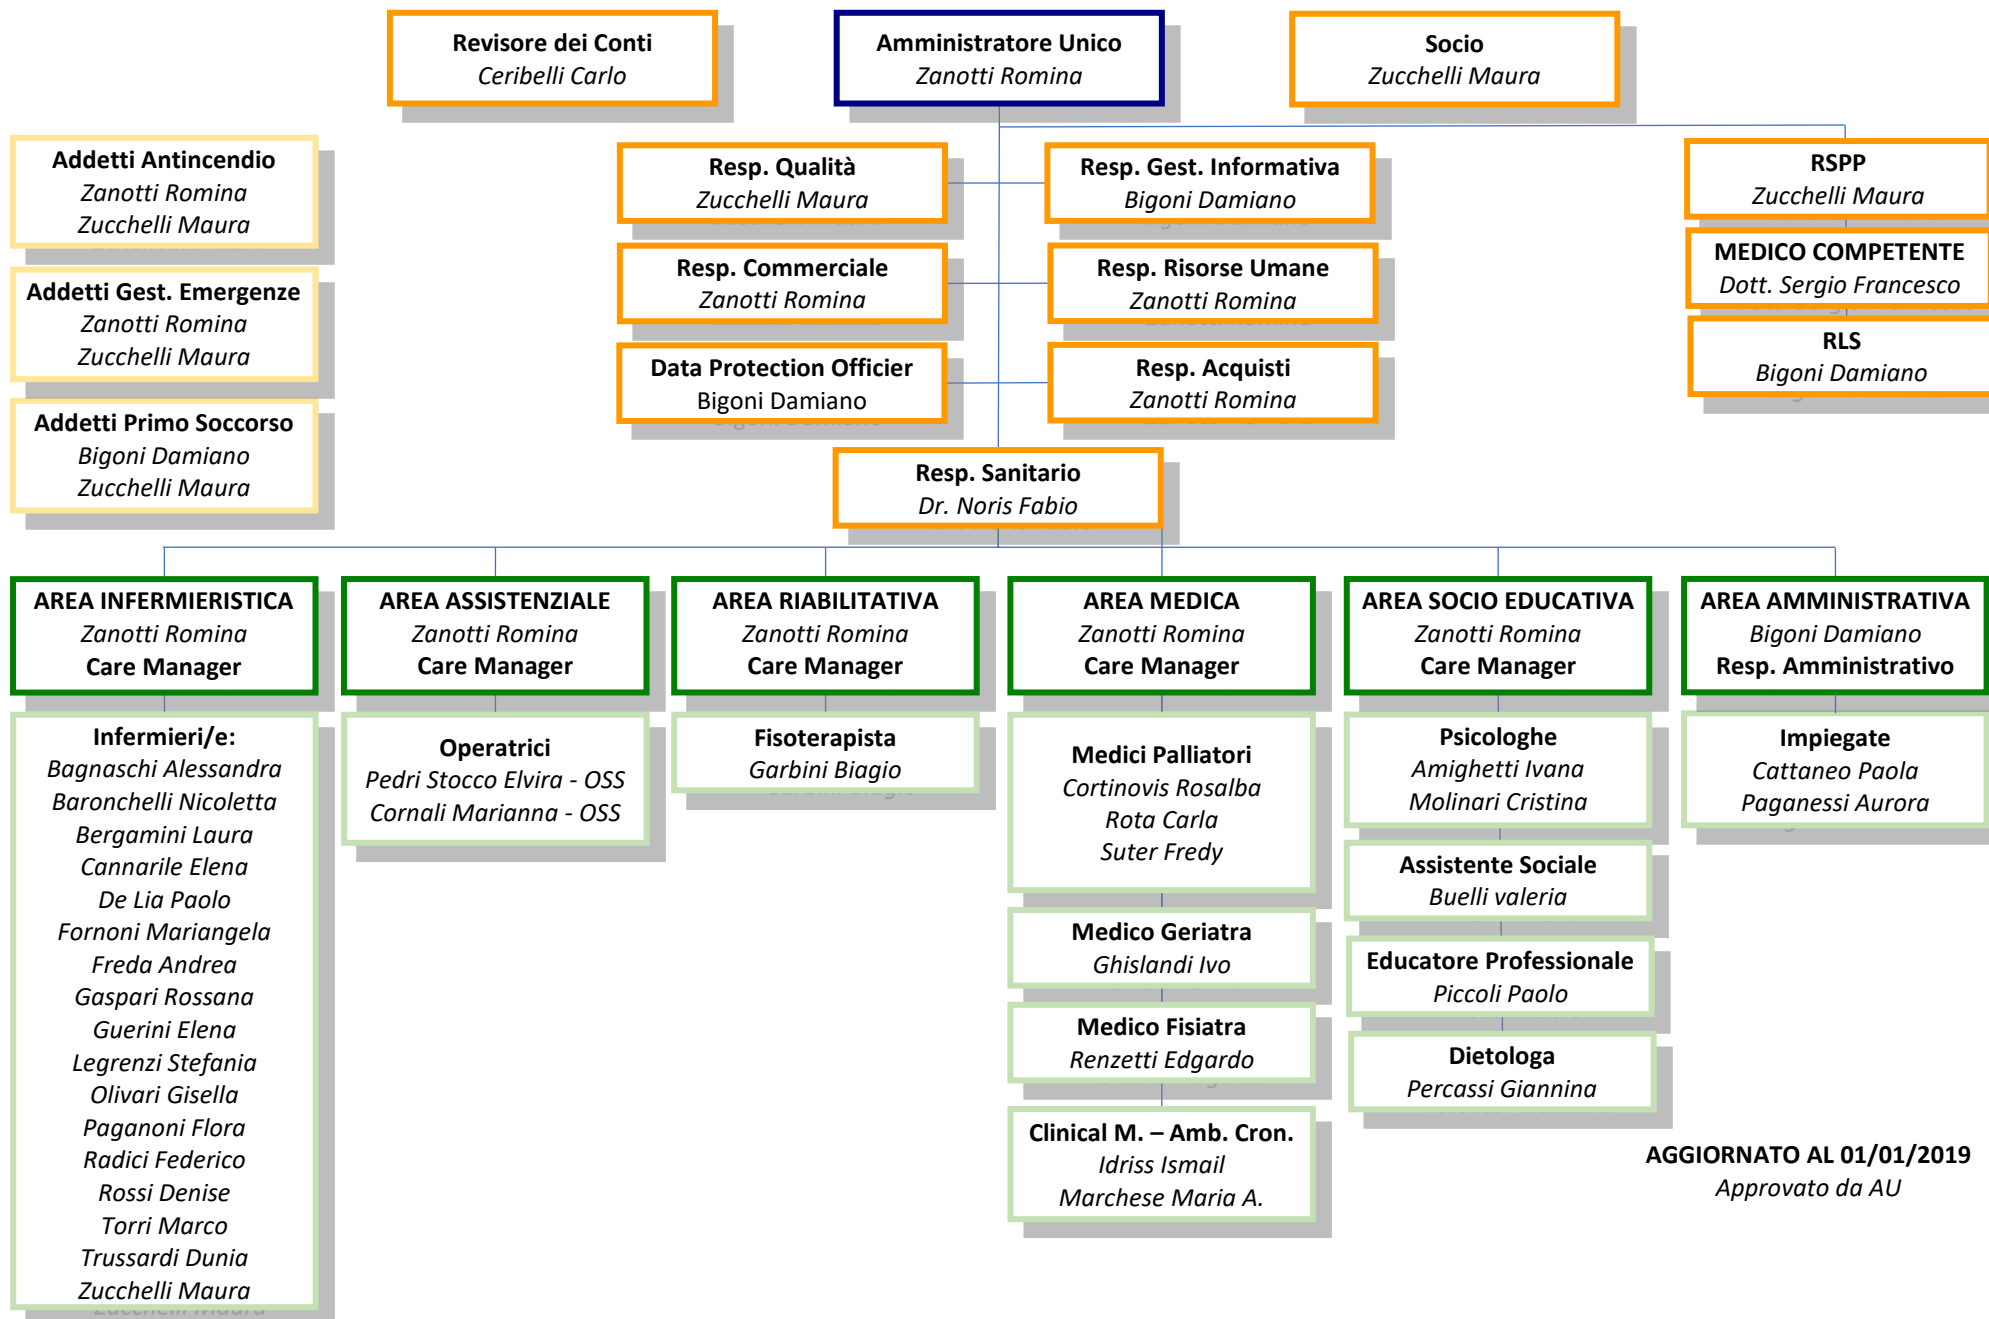 Revisore dei Conti
Ceribelli Carlo
Amministratore Unico
Zanotti Romina
Socio
Zucchelli Maura
Addetti Antincendio
Zanotti Romina
Zucchelli Maura
Addetti Gest. Emergenze
Zanotti Romina
Zucchelli Maura
Addetti Primo Soccorso
Bigoni Damiano
Zucchelli Maura
Resp. Qualità
Zucchelli Maura
Resp. Gest. Informativa
Bigoni Damiano
Resp. Commerciale
Zanotti Romina
Resp. Risorse Umane
Zanotti Romina
Data Protection Officier
Bigoni Damiano
Resp. Acquisti
Zanotti Romina
RSPP
Zucchelli Maura
MEDICO COMPETENTE
Dott. Sergio Francesco
RLS
Bigoni Damiano
Resp. Sanitario
Dr. Noris Fabio
AREA INFERMIERISTICA
Zanotti Romina
Care Manager
Infermieri/e:
Bagnaschi Alessandra
Baronchelli Nicoletta
Bergamini Laura
Cannarile Elena
De Lia Paolo
Fornoni Mariangela
Freda Andrea
Gaspari Rossana
Guerini Elena
Legrenzi Stefania
Olivari Gisella
Paganoni Flora
Radici Federico
Rossi Denise
Torri Marco
Trussardi Dunia
Zucchelli Maura
AREA ASSISTENZIALE
Zanotti Romina
Care Manager
Operatrici
Pedri Stocco Elvira - OSS
Cornali Marianna - OSS
AREA RIABILITATIVA
Zanotti Romina
Care Manager
Fisoterapista
Garbini Biagio
AREA MEDICA
Zanotti Romina
Care Manager
Medici Palliatori
Cortinovis Rosalba
Rota Carla
Suter Fredy
Medico Geriatra
Ghislandi Ivo
Medico Fisiatra
Renzetti Edgardo
Clinical M. – Amb. Cron.
Idriss Ismail
Marchese Maria A.
AREA SOCIO EDUCATIVA
Zanotti Romina
Care Manager
Psicologhe
Amighetti Ivana
Molinari Cristina
Assistente Sociale
Buelli valeria
Educatore Professionale
Piccoli Paolo
Dietologa
Percassi Giannina
AREA AMMINISTRATIVA
Bigoni Damiano
Resp. Amministrativo
Impiegate
Cattaneo Paola
Paganessi Aurora
AGGIORNATO AL 01/01/2019
Approvato da AU